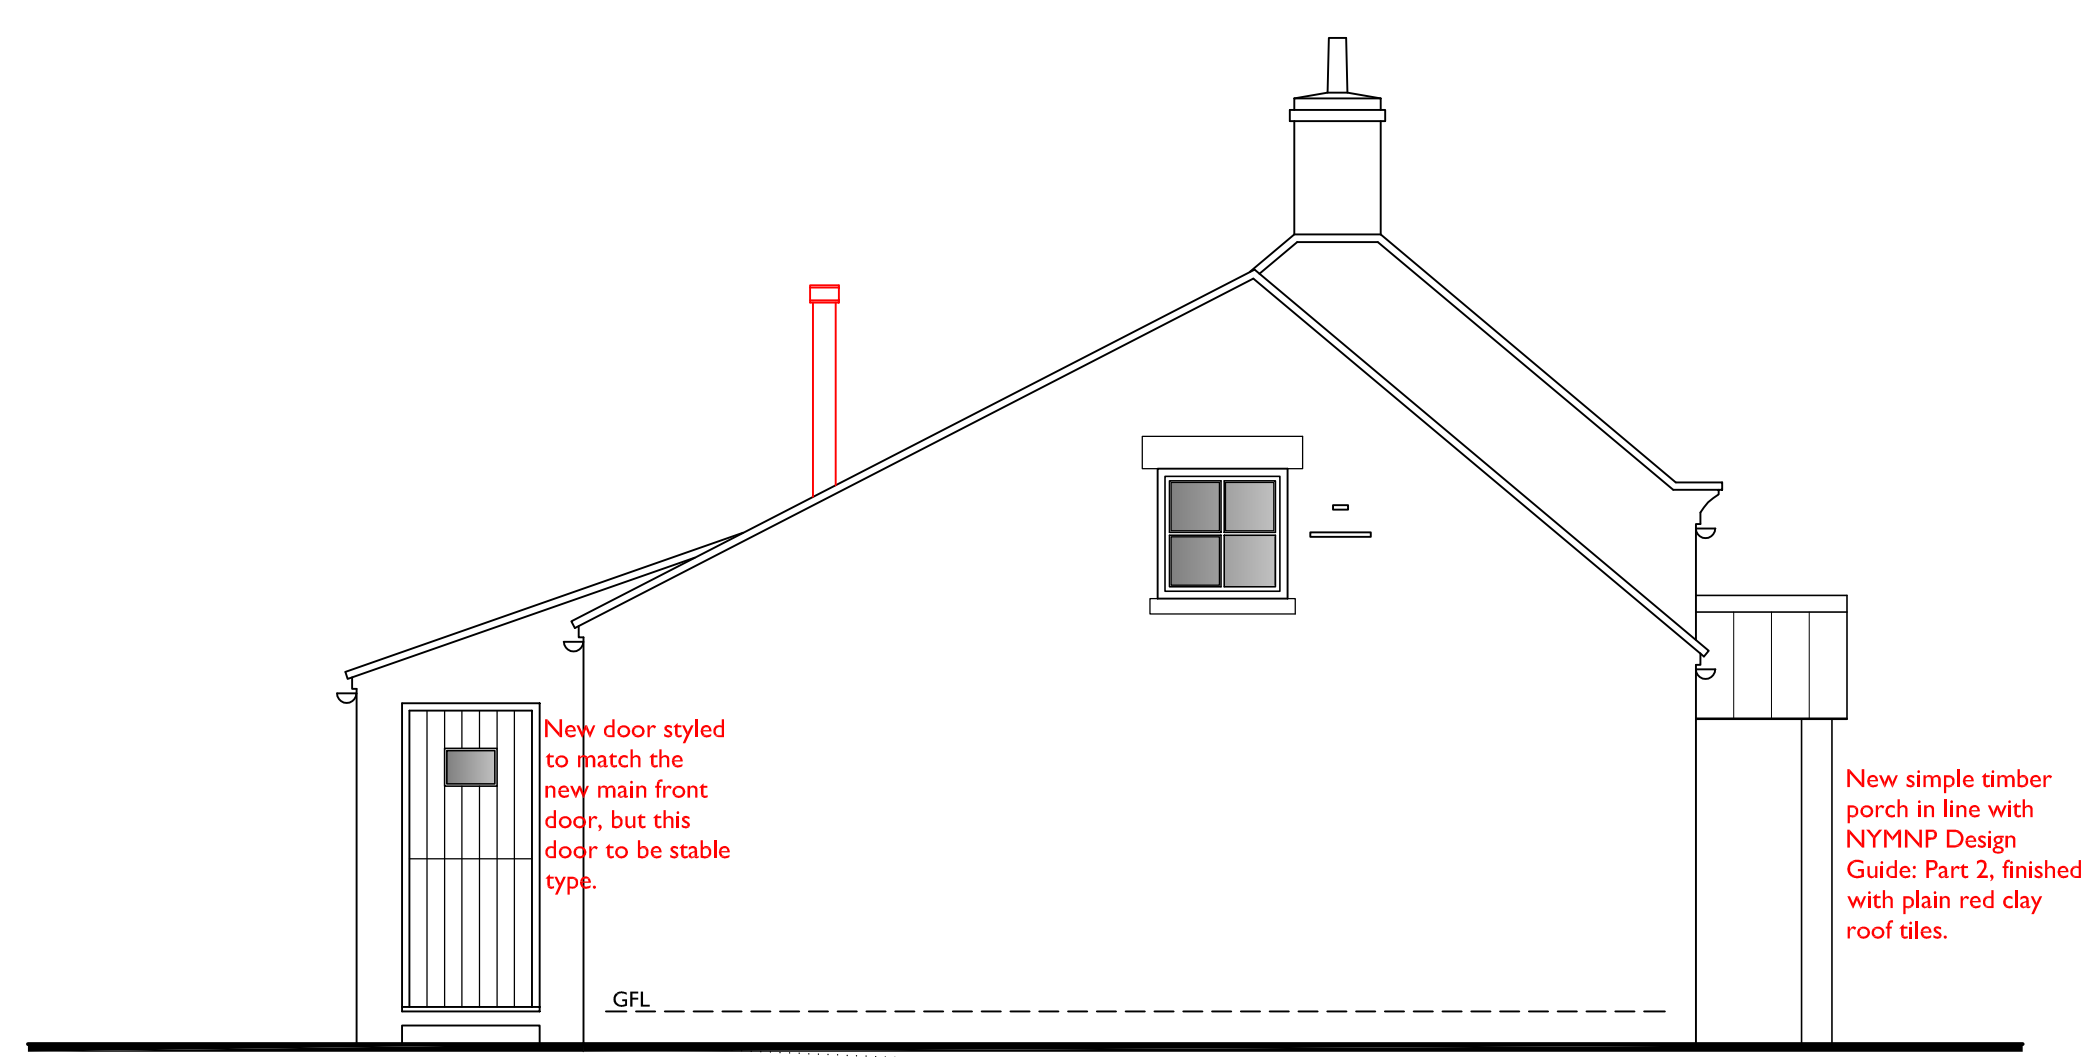 New door styled
to match the
new main front
door, but this
door to be stable
type.
New simple timber
porch in line with
NYMNP Design
Guide: Part 2, finished
with plain red clay
roof tiles.
GFL